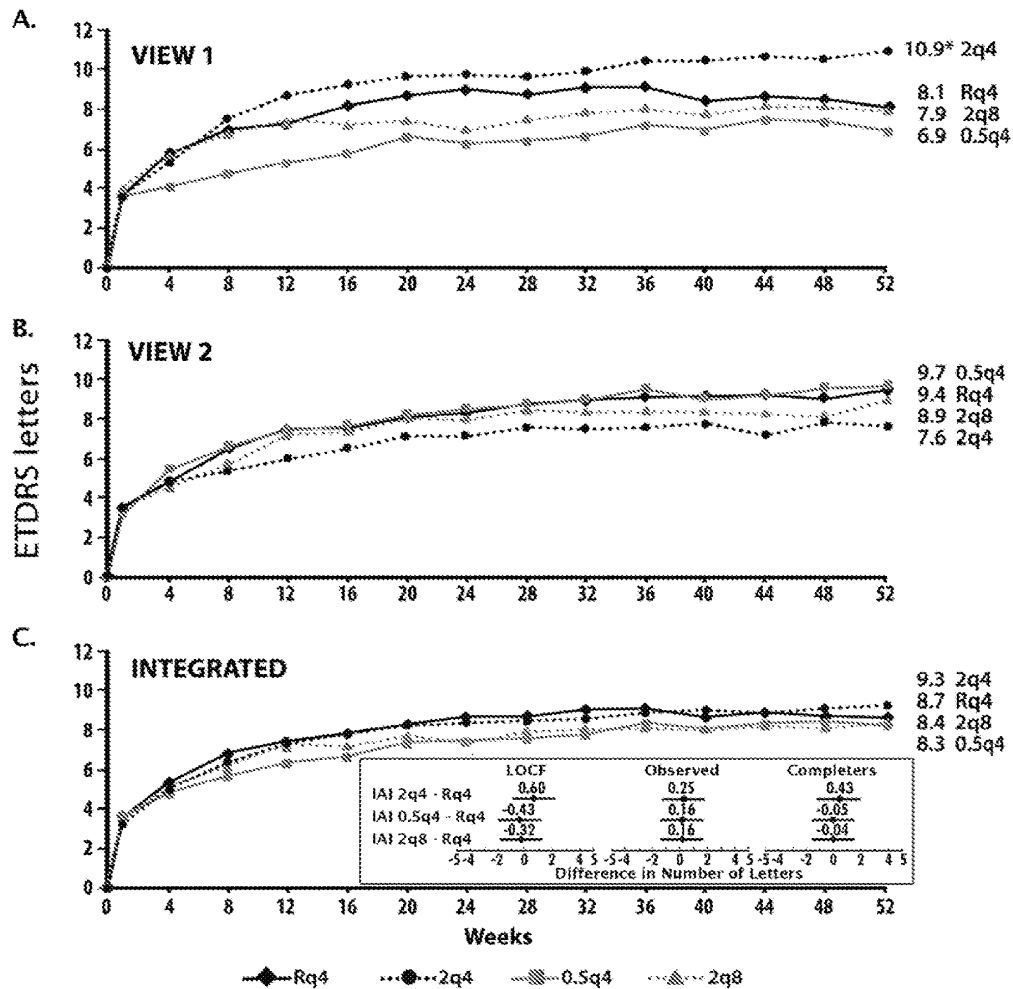 A.
12
10
8
6
4
2
0
VIEW 1
10.9* 2q4
8.1 Rq4
7.9 2q8
6.9 0.5q4
0 4 8 12 16 20 24 28 32 36 40 44 48 52
B.
12
10
8
6
4
2
0
VIEW 2
9.7 0.5q4
9.4 Rq4
8.9 2q8
7.6 2q4
0 4 8 12 16 20 24 28 32 36 40 44 48 52
ETDRS letters
C.
12
10
8
6
4
2
0
INTEGRATED
9.3 2q4
8.7 Rq4
8.4 2q8
8.3 0.5q4
LOCF Observed Completers
IAI 2q4 - Rq4 0.60 0.25 0.43
IAI 0.5q4 - Rq4 -0.43 0.16 -0.05
IAI 2q8 - Rq4 -0.32 0.16 -0.04
-5-4 -2 0 2 4 5 -5-4 -2 0 2 4 5 -5-4 -2 0 2 4 5
Difference in Number of Letters
0 4 8 12 16 20 24 28 32 36 40 44 48 52
Weeks
Rq4 2q4 0.5q4 2q8